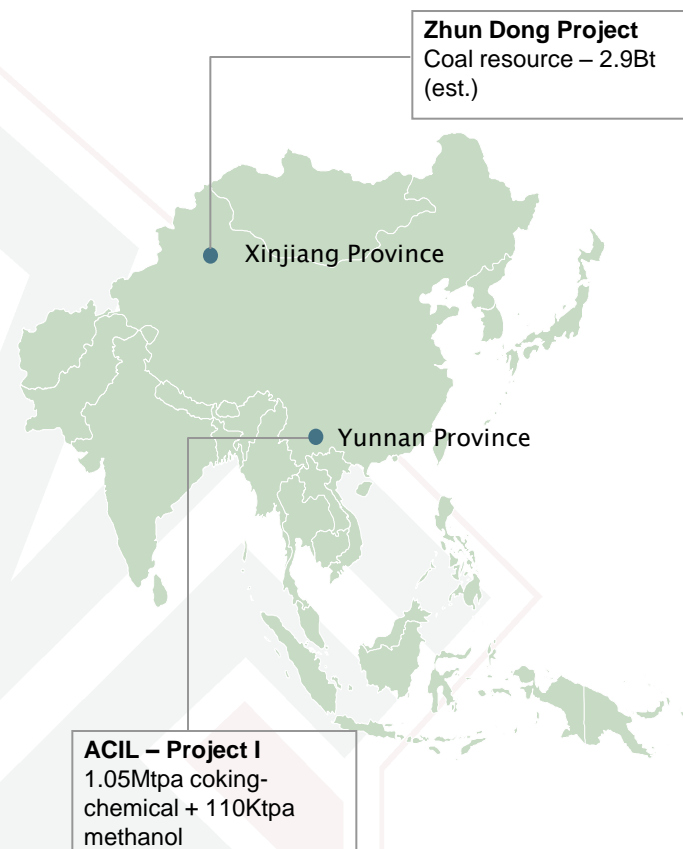 Zhun Dong Project
Coal resource – 2.9Bt
(est.)
Xinjiang Province
Yunnan Province
ACIL – Project I
1.05Mtpa coking-
chemical + 110Ktpa
methanol